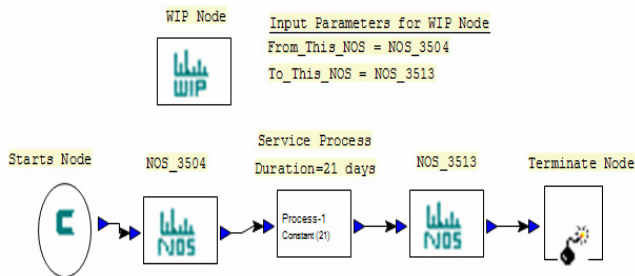 WIP Node
Input Parameters for WIP Node
From_This_NOS = NOS_3504
To_This_NOS = NOS_3513
WIP
Service Process
Starts Node
NOS_3504
Duration=21 days
NOS_3513
Terminate Node
C
NOS
Process-1
Constant (21)
NOS